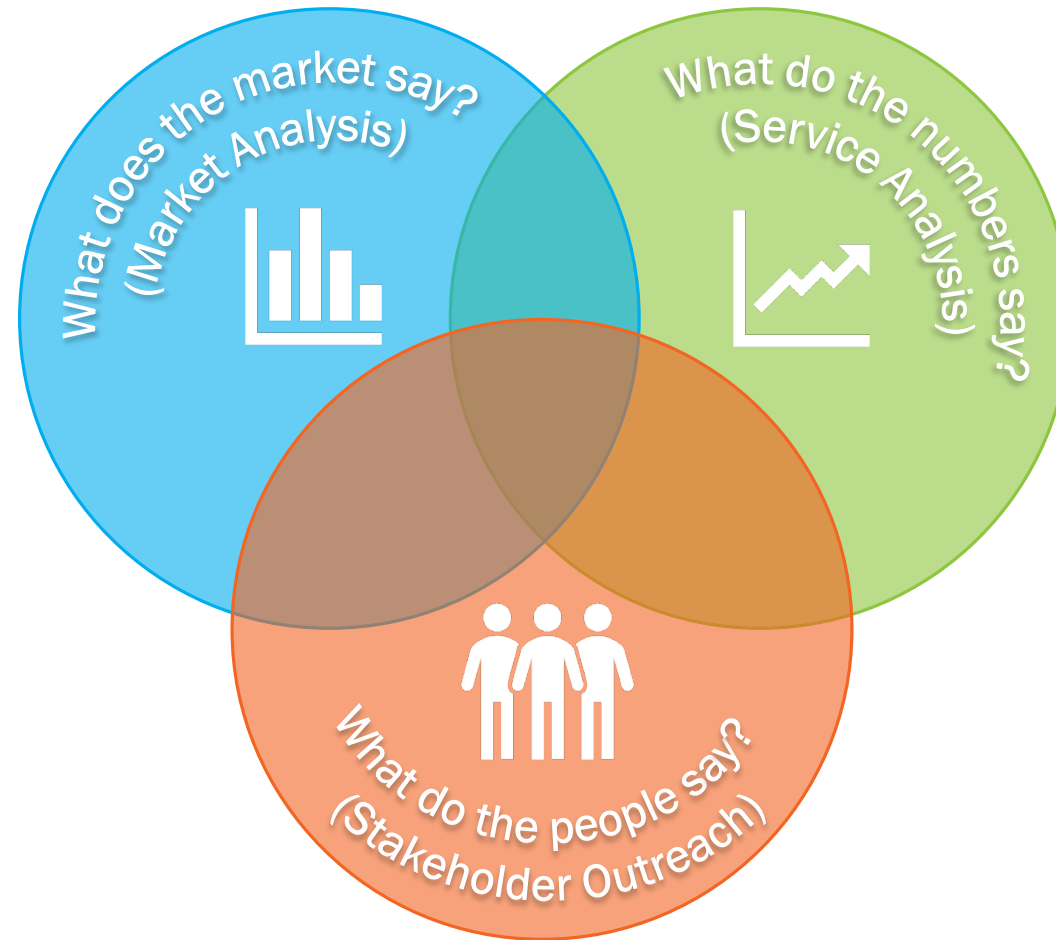 What does the market say?
(Market Analysis)
What do the numbers say?
(Service Analysis)
What do the people say?
(Stakeholder Outreach)